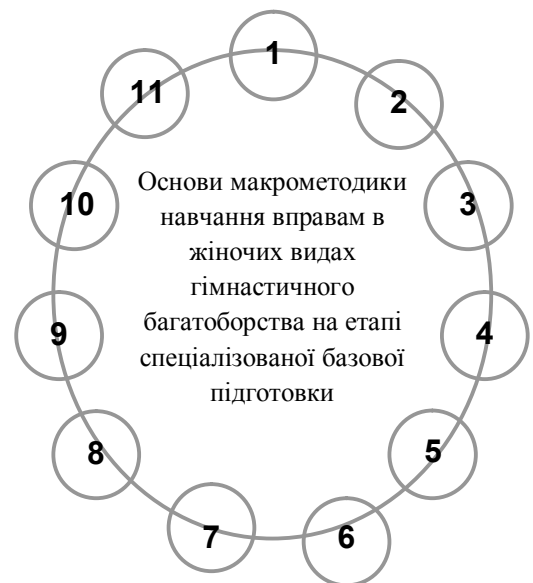 1
2
3
4
5
6
7
8
9
10
11
Основи макрометодики
навчання вправам в
жіночих видах
гімнастичного
багатоборства на етапі
спеціалізованої базової
підготовки